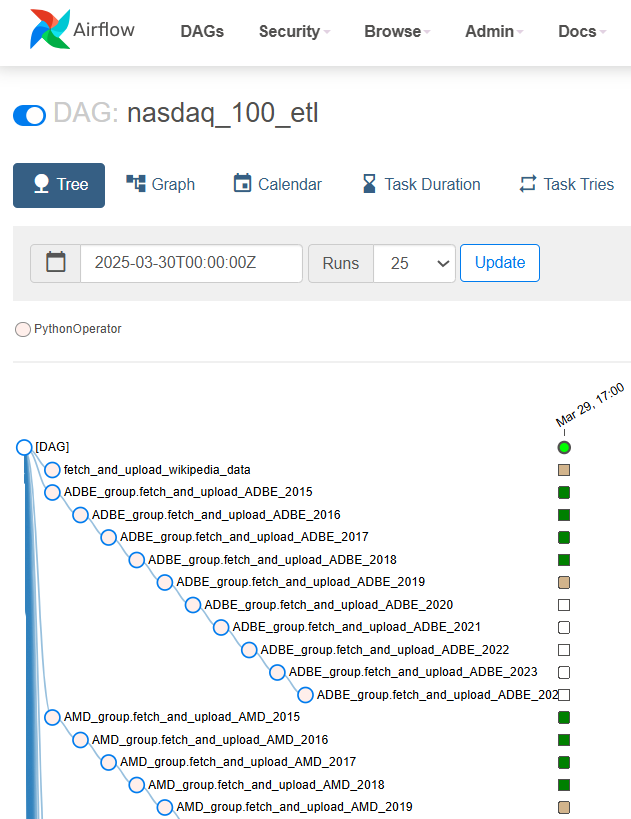 Airflow
DAGs Security Browse Admin Docs
DAG: nasdaq_100_etl
Tree Graph Calendar Task Duration Task Tries
2025-03-30T00:00:00Z Runs 25 Update
PythonOperator
Mar 29, 17:00
[DAG]
fetch_and_upload_wikipedia_data
ADBE_group.fetch_and_upload_ADBE_2015
ADBE_group.fetch_and_upload_ADBE_2016
ADBE_group.fetch_and_upload_ADBE_2017
ADBE_group.fetch_and_upload_ADBE_2018
ADBE_group.fetch_and_upload_ADBE_2019
ADBE_group.fetch_and_upload_ADBE_2020
ADBE_group.fetch_and_upload_ADBE_2021
ADBE_group.fetch_and_upload_ADBE_2022
ADBE_group.fetch_and_upload_ADBE_2023
ADBE_group.fetch_and_upload_ADBE_202
AMD_group.fetch_and_upload_AMD_2015
AMD_group.fetch_and_upload_AMD_2016
AMD_group.fetch_and_upload_AMD_2017
AMD_group.fetch_and_upload_AMD_2018
AMD_group.fetch_and_upload_AMD_2019